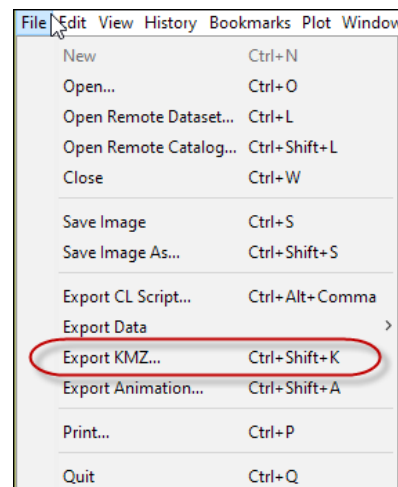 File Edit View History Bookmarks Plot Window
New Ctrl+N
Open... Ctrl+O
Open Remote Dataset... Ctrl+L
Open Remote Catalog... Ctrl+Shift+L
Close Ctrl+W
Save Image Ctrl+S
Save Image As... Ctrl+Shift+S
Export CL Script... Ctrl+Alt+Comma
Export Data >
Export KMZ... Ctrl+Shift+K
Export Animation... Ctrl+Shift+A
Print... Ctrl+P
Quit Ctrl+Q